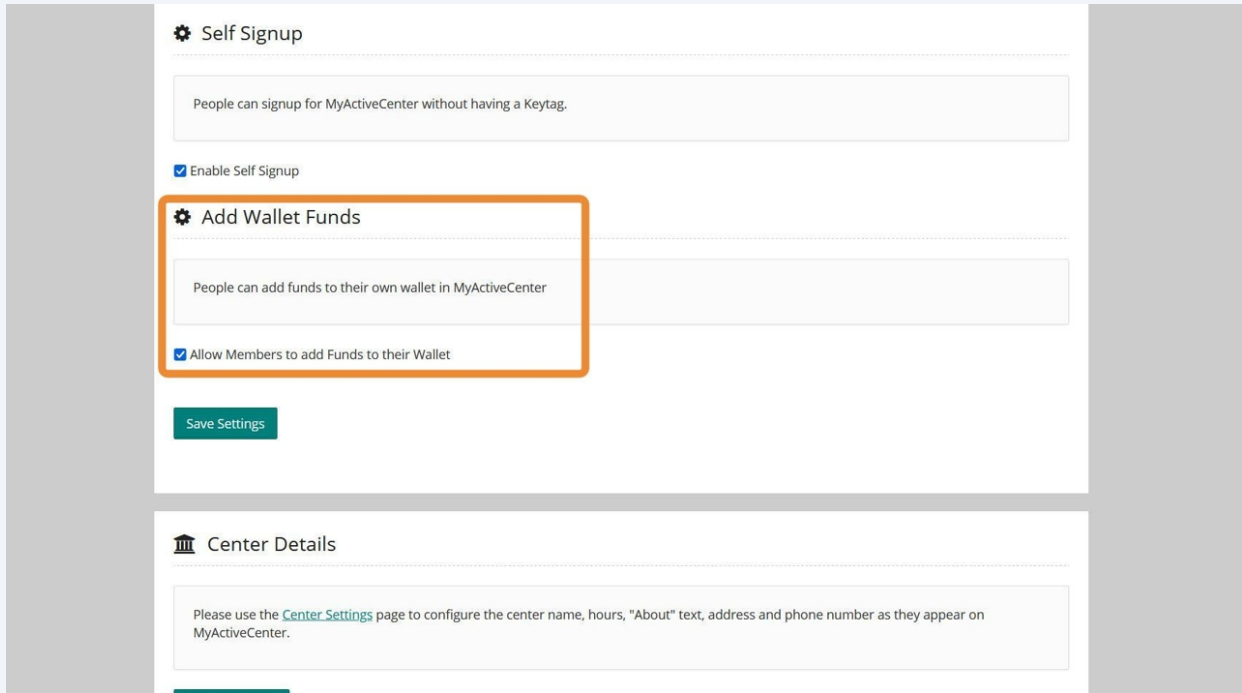 Self Signup
People can signup for MyActiveCenter without having a Keytag.
Enable Self Signup
Add Wallet Funds
People can add funds to their own wallet in MyActiveCenter
Allow Members to add Funds to their Wallet
Save Settings
Center Details
Please use the Center Settings page to configure the center name, hours, "About" text, address and phone number as they appear on
MyActiveCenter.